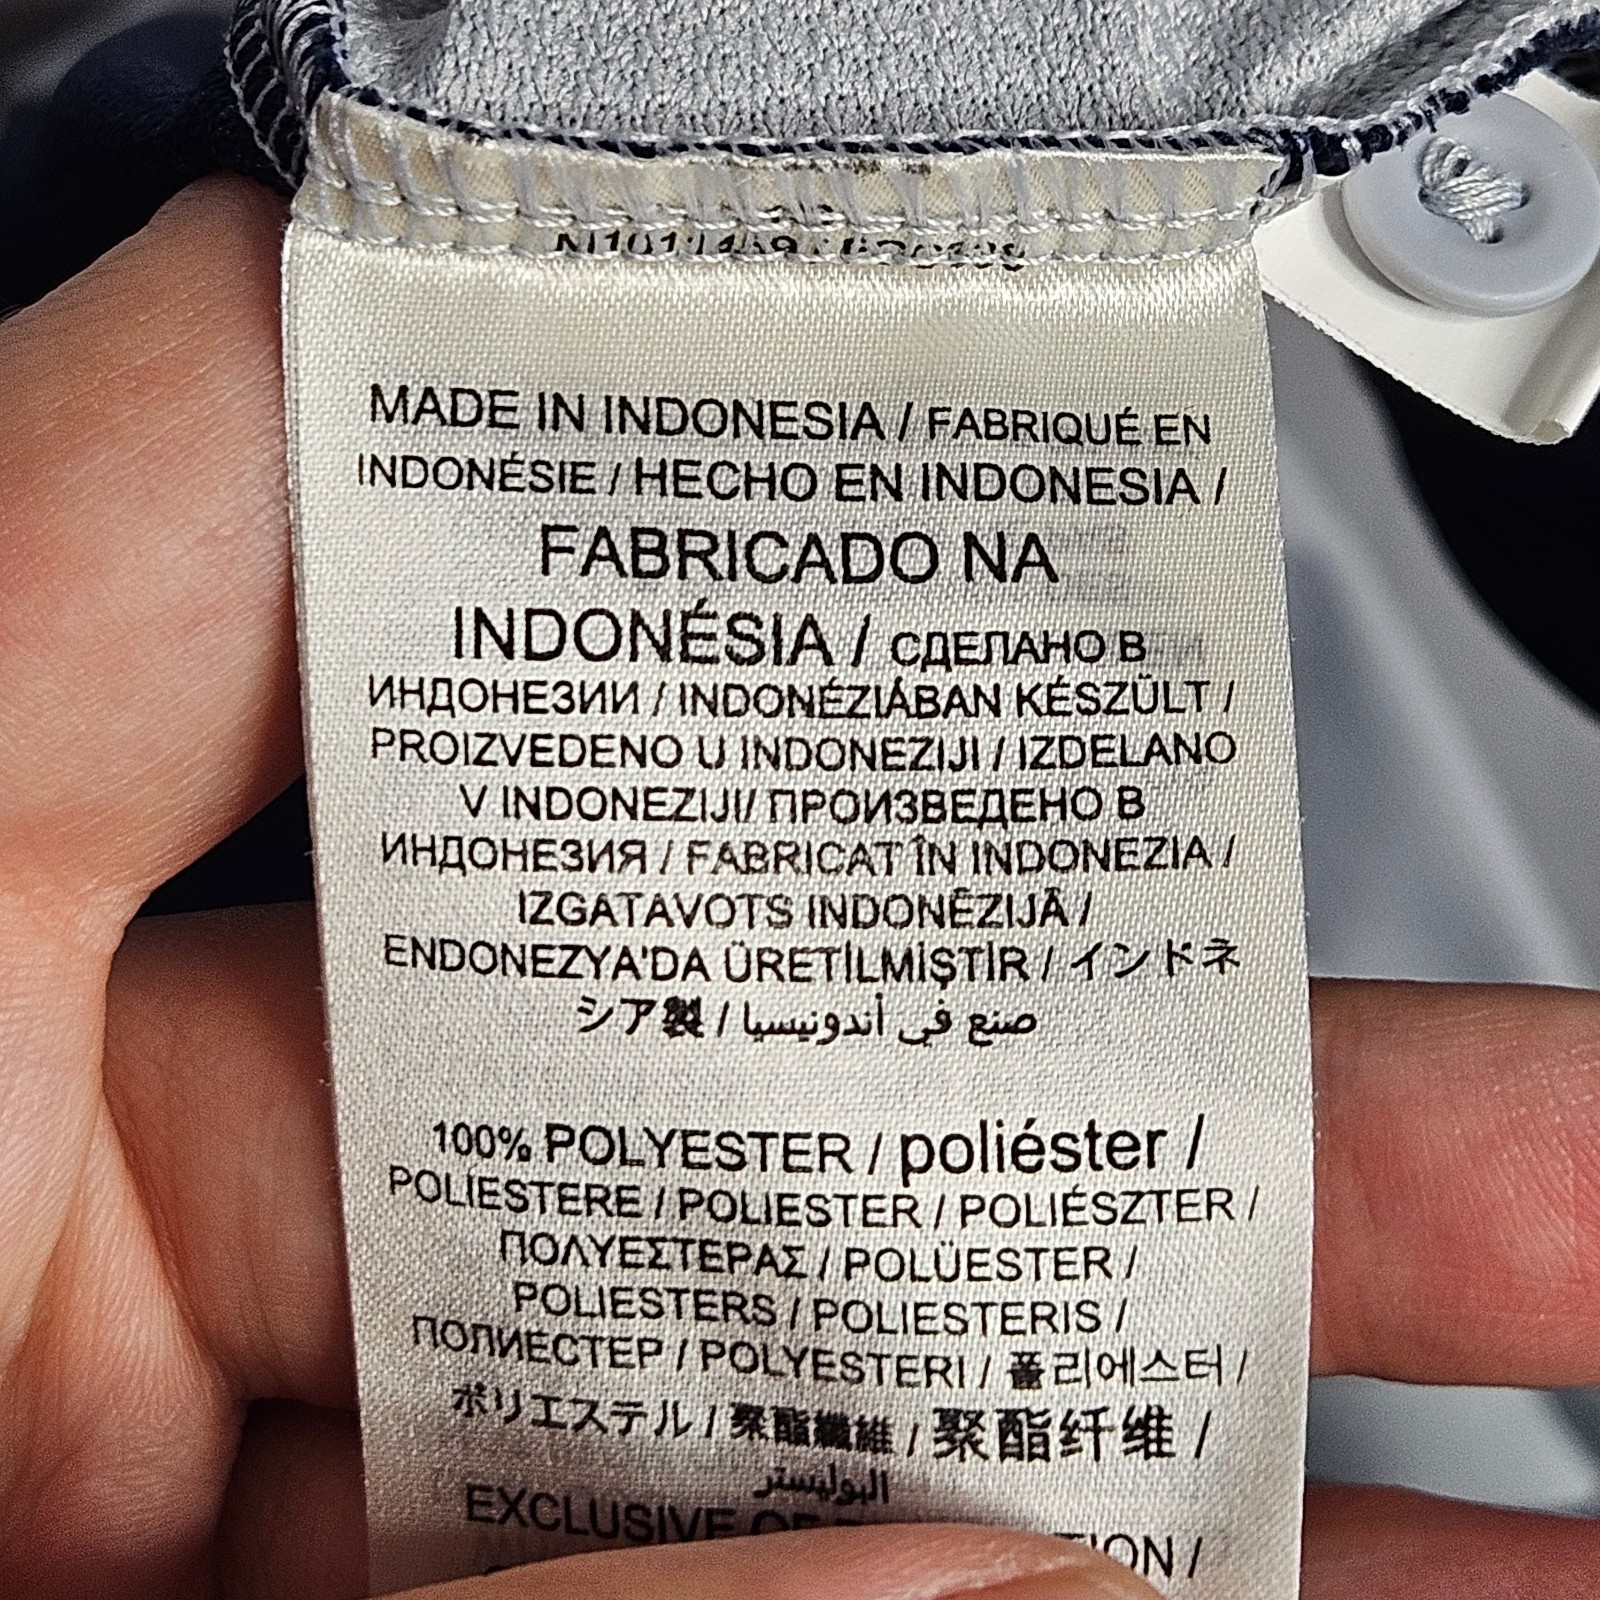 MADE IN INDONESIA / FABRIQUÉ EN
INDONÉSIE / HECHO EN INDONESIA /
FABRICADO NA
INDONÉSIA / СДЕЛАНО В
ИНДОНЕЗИИ / INDONÉZIÁBAN KÉSZÜLT /
PROIZVEDENO U INDONEZIJI / IZDELANO
V INDONEZIJI/ ПРОИЗВЕДЕНО В
ИНДОНЕЗИЯ / FABRICAT ÎN INDONEZIA /
IZGATAVOTS INDONĒZIJĀ /
ENDONEZYA'DA ÜRETİLMİŞTİR / インドネ
シア製 / صنع في أندونيسيا
100% POLYESTER / poliéster /
POLIESTERE / POLIESTER / POLIÉSZTER /
ΠΟΛΥΕΣΤΕΡΑΣ / POLÜESTER /
POLIESTERS / POLIESTERIS /
ПОЛИЕСТЕР / POLYESTERI / 폴리에스터 /
ポリエステル / 聚酯纖維 / 聚酯纤维 /
البوليستر
EXCLUSIVE OF